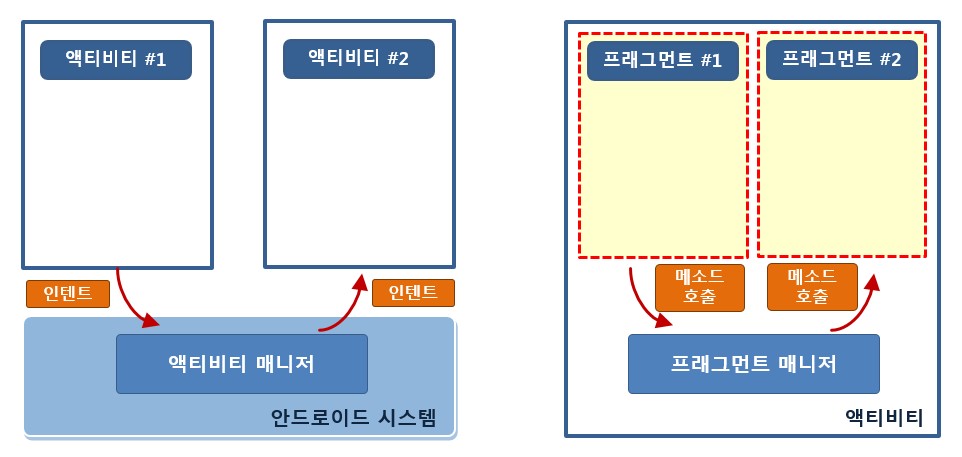 액티비티 #1
액티비티 #2
인텐트
인텐트
액티비티 매니저
안드로이드 시스템
프래그먼트 #1
프래그먼트 #2
메소드
호출
메소드
호출
프래그먼트 매니저
액티비티